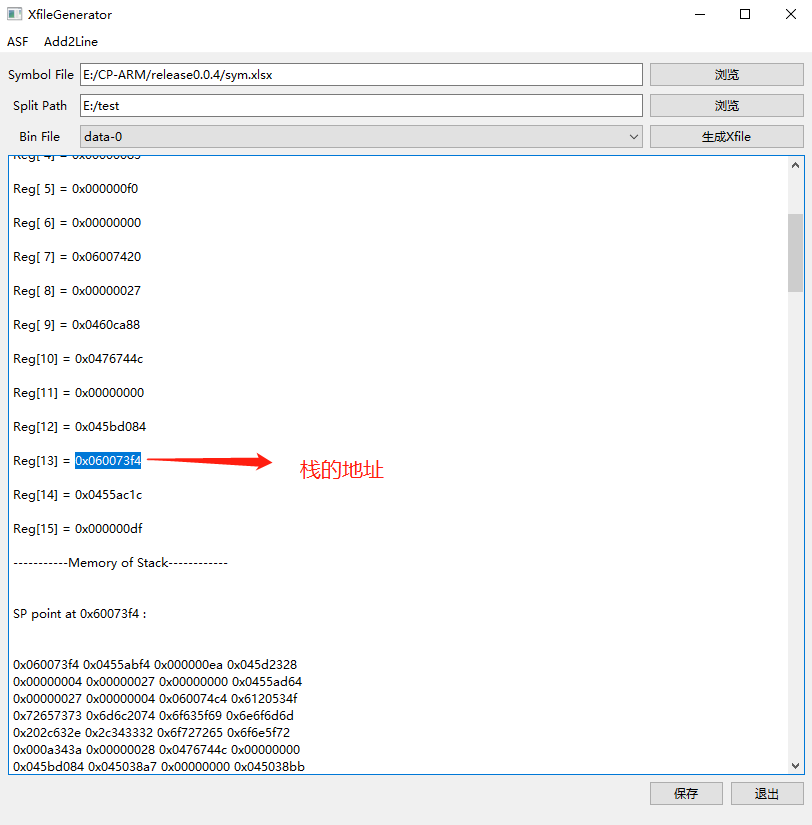 XfileGenerator
ASF Add2Line
Symbol File E:/CP-ARM/release0.0.4/sym.xlsx 浏览
Split Path E:/test 浏览
Bin File data-0 生成Xfile
Reg[ 5] = 0x000000f0
Reg[ 6] = 0x00000000
Reg[ 7] = 0x06007420
Reg[ 8] = 0x00000027
Reg[ 9] = 0x0460ca88
Reg[10] = 0x0476744c
Reg[11] = 0x00000000
Reg[12] = 0x045bd084
Reg[13] = 0x060073f4 栈的地址
Reg[14] = 0x0455ac1c
Reg[15] = 0x000000df
-----------Memory of Stack------------
SP point at 0x60073f4 :
0x060073f4 0x0455abf4 0x000000ea 0x045d2328
0x00000004 0x00000027 0x00000000 0x0455ad64
0x00000027 0x00000004 0x060074c4 0x6120534f
0x72657373 0x6d6c2074 0x6f635f69 0x6e6f6d6d
0x202c632e 0x2c343332 0x6f727265 0x6f6e5f72
0x000a343a 0x00000028 0x0476744c 0x00000000
0x045bd084 0x045038a7 0x00000000 0x045038bb
保存 退出